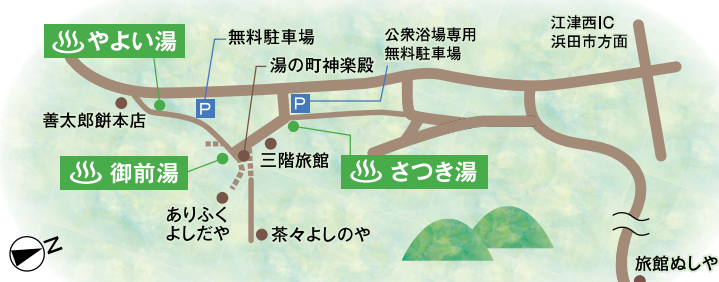 やよい湯
無料駐車場
公衆浴場専用
無料駐車場
江津西IC
浜田市方面
湯の町神楽殿
P
P
善太郎餅本店
三階旅館
御前湯
さつき湯
ありふく
よしだや
茶々よしのや
N
旅館ぬしや